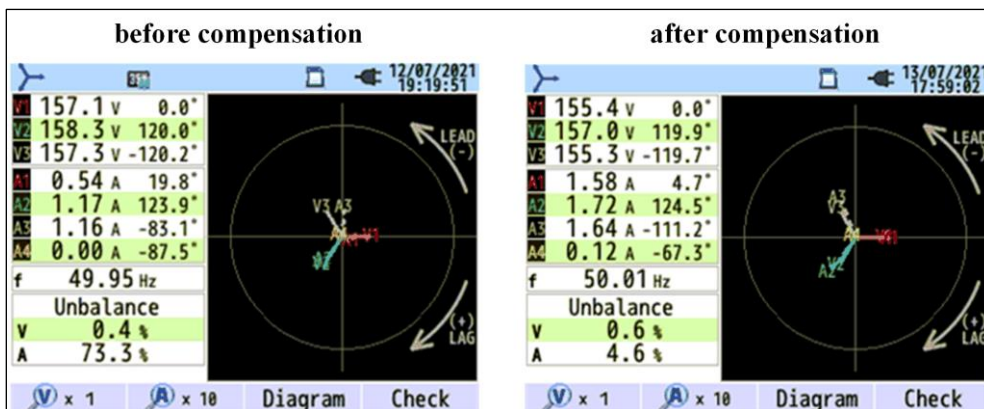 before compensation
12/07/2021
19:19:51
V1 157.1 V 0.0°
V2 158.3 V 120.0°
V3 157.3 V -120.2°
A1 0.54 A 19.8°
A2 1.17 A 123.9°
A3 1.16 A -83.1°
A4 0.00 A -87.5°
f 49.95 Hz
Unbalance
V 0.4 %
A 73.3 %
LEAD
(-)
V3 A3
V1
(+)
LAG
V x 1 A x 10 Diagram Check
after compensation
13/07/2021
17:59:02
V1 155.4 V 0.0°
V2 157.0 V 119.9°
V3 155.3 V -119.7°
A1 1.58 A 4.7°
A2 1.72 A 124.5°
A3 1.64 A -111.2°
A4 0.12 A -67.3°
f 50.01 Hz
Unbalance
V 0.6 %
A 4.6 %
LEAD
(-)
A3
V3
A4
V2
A2
(+)
LAG
V x 1 A x 10 Diagram Check